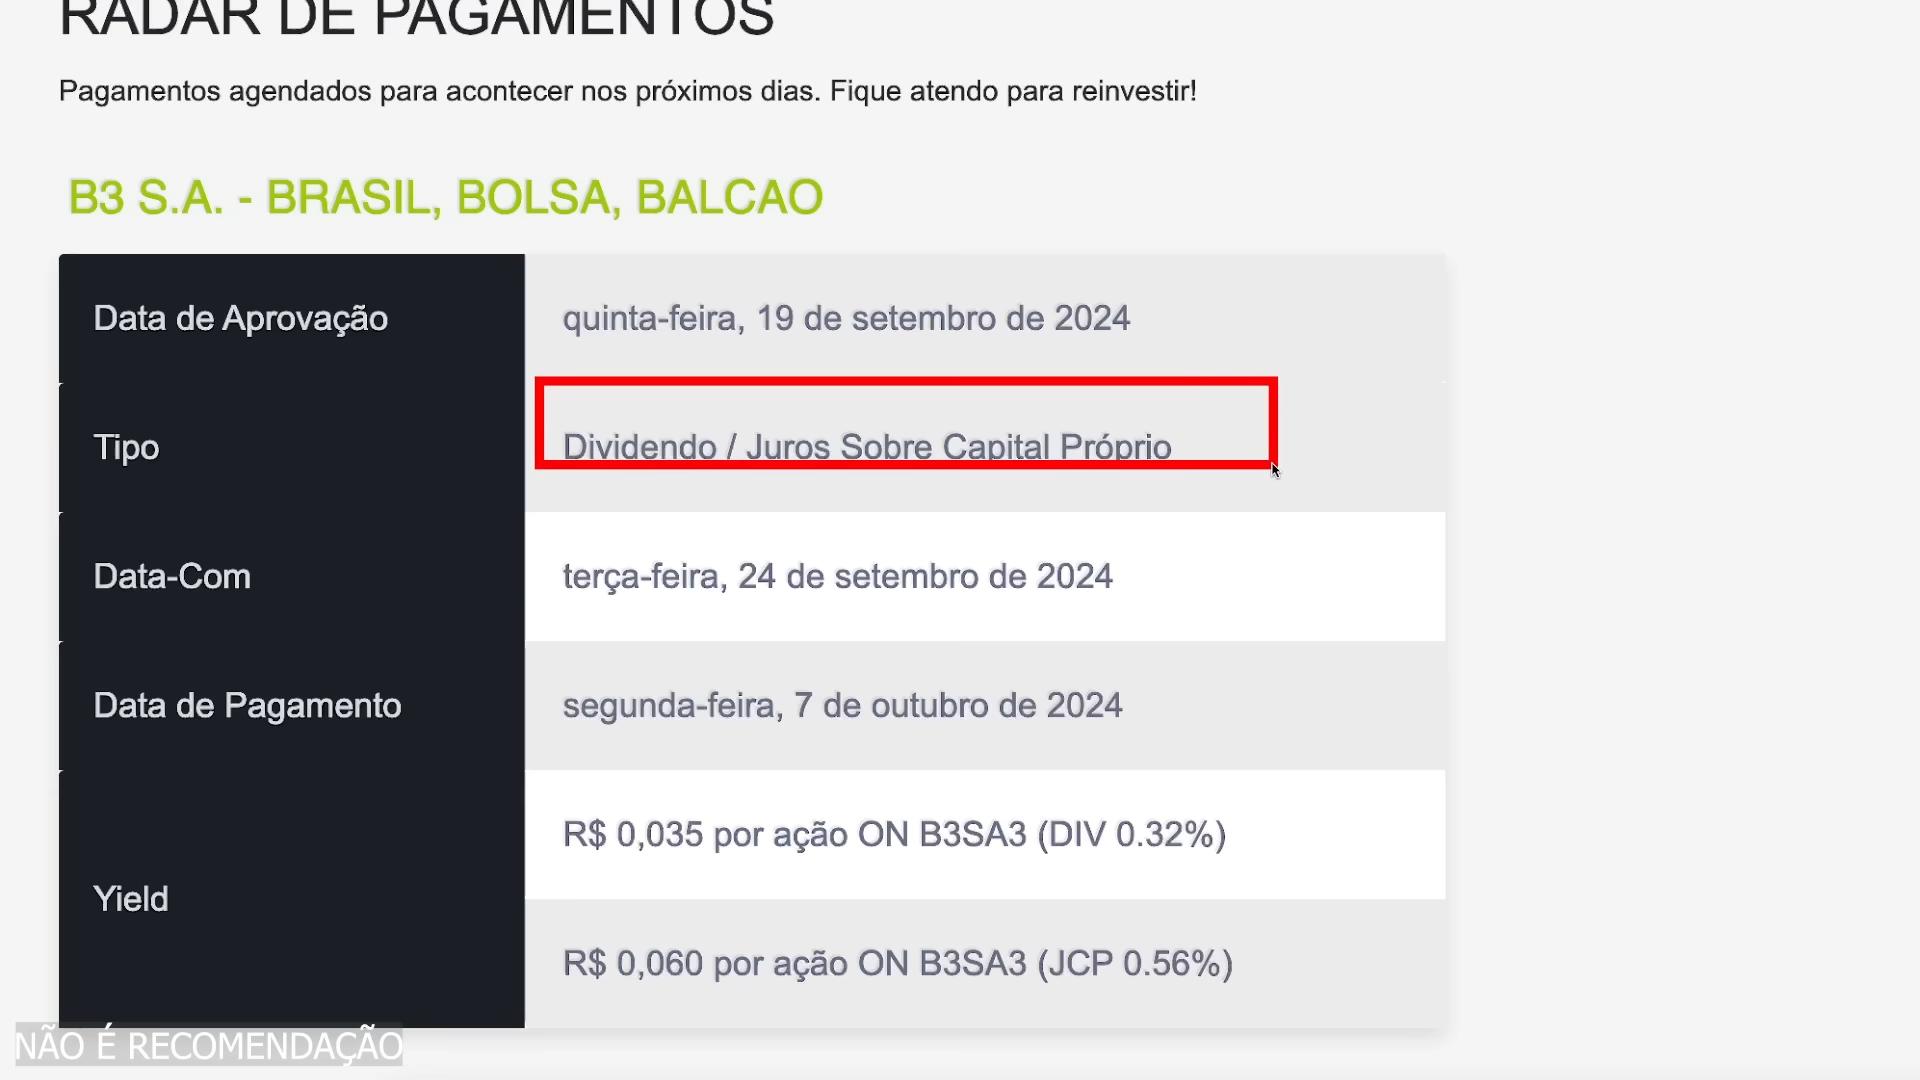 RADAR DE PAGAMENTOS
Pagamentos agendados para acontecer nos próximos dias. Fique atendo para reinvestir!
B3 S.A. - BRASIL, BOLSA, BALCAO
Data de Aprovação quinta-feira, 19 de setembro de 2024
Tipo Dividendo / Juros Sobre Capital Próprio
Data-Com terça-feira, 24 de setembro de 2024
Data de Pagamento segunda-feira, 7 de outubro de 2024
R$ 0,035 por ação ON B3SA3 (DIV 0.32%)
Yield
R$ 0,060 por ação ON B3SA3 (JCP 0.56%)
NÃO É RECOMENDAÇÃO